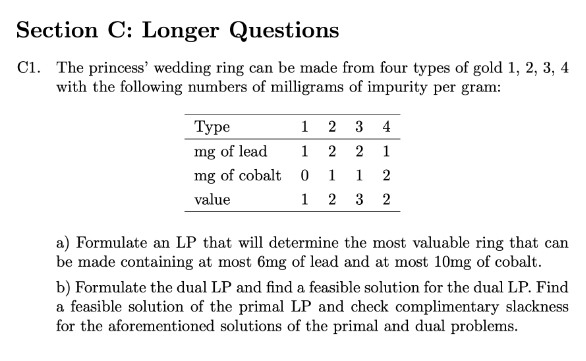 Section C: Longer Questions
C1. The princess' wedding ring can be made from four types of gold 1, 2, 3, 4
with the following numbers of milligrams of impurity per gram:
Type 1 2 3 4
mg of lead 1 2 2 1
mg of cobalt 0 1 1 2
value 1 2 3 2
a) Formulate an LP that will determine the most valuable ring that can
be made containing at most 6mg of lead and at most 10mg of cobalt.
b) Formulate the dual LP and find a feasible solution for the dual LP. Find
a feasible solution of the primal LP and check complimentary slackness
for the aforementioned solutions of the primal and dual problems.